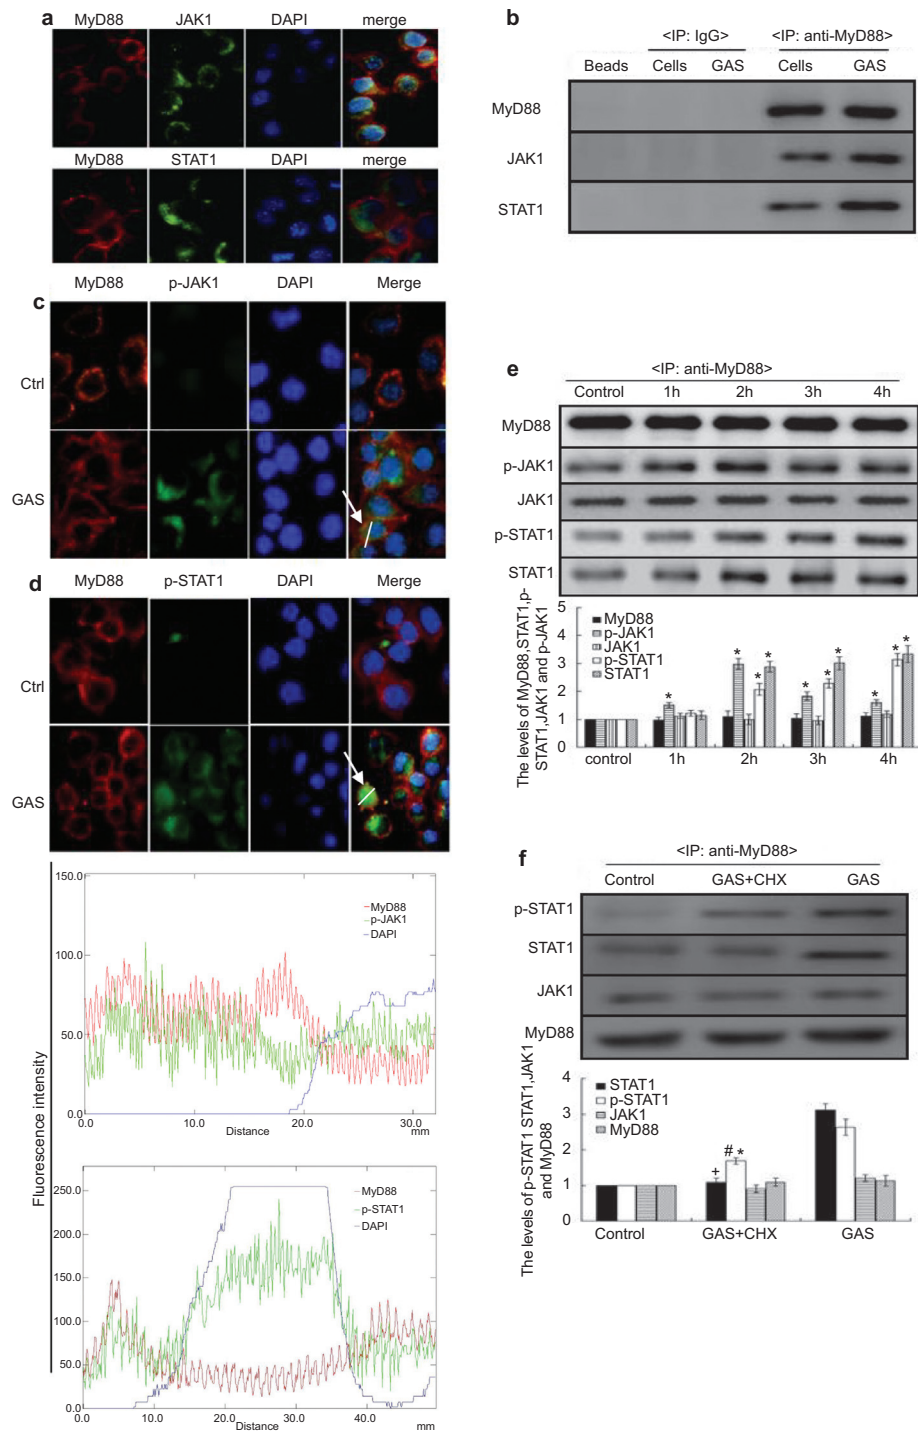 a
MyD88 JAK1 DAPI merge
MyD88 STAT1 DAPI merge
b
<IP: IgG> <IP: anti-MyD88>
Beads Cells GAS Cells GAS
MyD88
JAK1
STAT1
c
MyD88 p-JAK1 DAPI Merge
Ctrl
GAS
d
MyD88 p-STAT1 DAPI Merge
Ctrl
GAS
Fluorescence intensity
150.0
100.0
50.0
0.0
MyD88
p-JAK1
DAPI
0.0 10.0 20.0 30.0
Distance mm
250.0
200.0
150.0
100.0
50.0
0.0
MyD88
p-STAT1
DAPI
0.0 10.0 20.0 30.0 40.0
Distance mm
e
<IP: anti-MyD88>
Control 1h 2h 3h 4h
MyD88
p-JAK1
JAK1
p-STAT1
STAT1
The levels of MyD88,STAT1,p-
STAT1,JAK1 and p-JAK1
5
4
3
2
1
0
MyD88
p-JAK1
JAK1
p-STAT1
STAT1
* * * * * * * *
control 1h 2h 3h 4h
f
<IP: anti-MyD88>
Control GAS+CHX GAS
p-STAT1
STAT1
JAK1
MyD88
The levels of p-STAT1 STAT1,JAK1
and MyD88
4
3
2
1
0
STAT1
p-STAT1
JAK1
MyD88
+ # *
Control GAS+CHX GAS